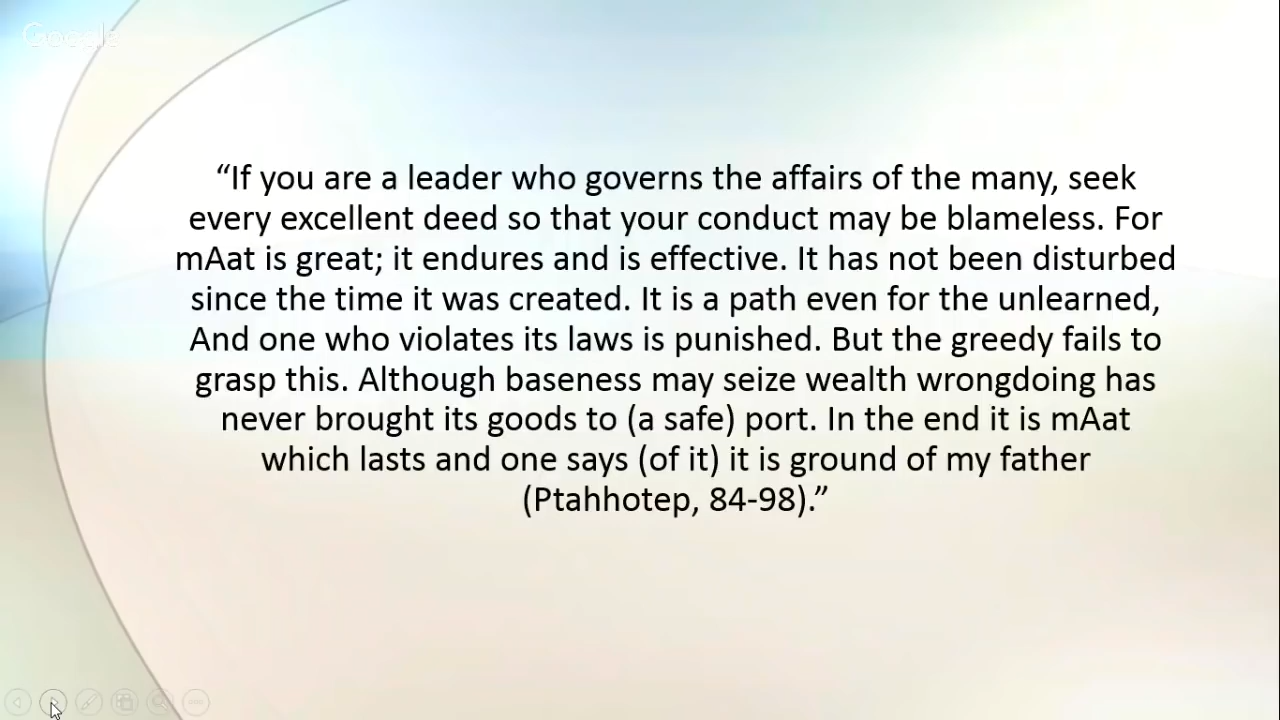 Google
“If you are a leader who governs the affairs of the many, seek
every excellent deed so that your conduct may be blameless. For
mAat is great; it endures and is effective. It has not been disturbed
since the time it was created. It is a path even for the unlearned,
And one who violates its laws is punished. But the greedy fails to
grasp this. Although baseness may seize wealth wrongdoing has
never brought its goods to (a safe) port. In the end it is mAat
which lasts and one says (of it) it is ground of my father
(Ptahhotep, 84-98).”